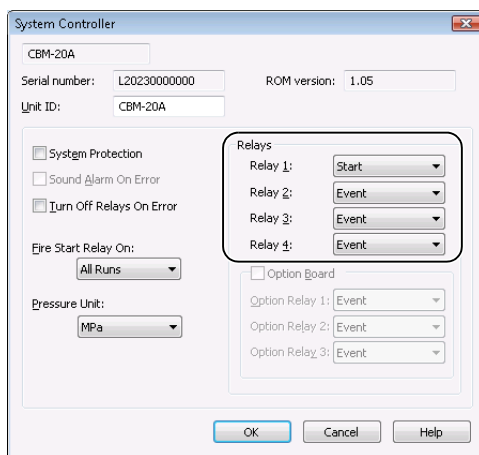 System Controller
CBM-20A
Serial number: L20230000000 ROM version: 1.05
Unit ID: CBM-20A
System Protection
Sound Alarm On Error
Turn Off Relays On Error
Fire Start Relay On:
All Runs
Pressure Unit:
MPa
Relays
Relay 1: Start
Relay 2: Event
Relay 3: Event
Relay 4: Event
Option Board
Option Relay 1: Event
Option Relay 2: Event
Option Relay 3: Event
OK Cancel Help